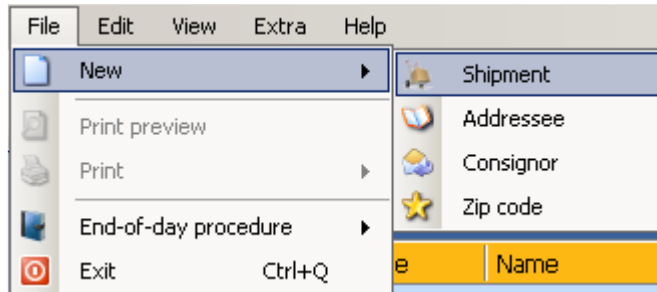 File Edit View Extra Help
New
Shipment
Print preview
Addressee
Print
Consignor
Zip code
End-of-day procedure
Exit Ctrl+Q
e Name